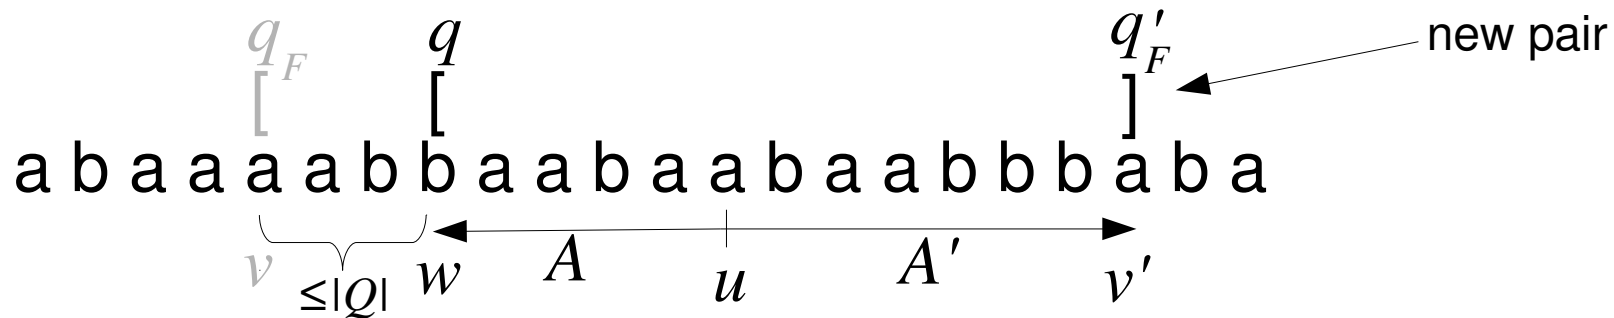 q_F q q'_F new pair
[ [ ]
a b a a a a b b a a b a a b a a b b b a b a
v ≤|Q| w A u A' v'